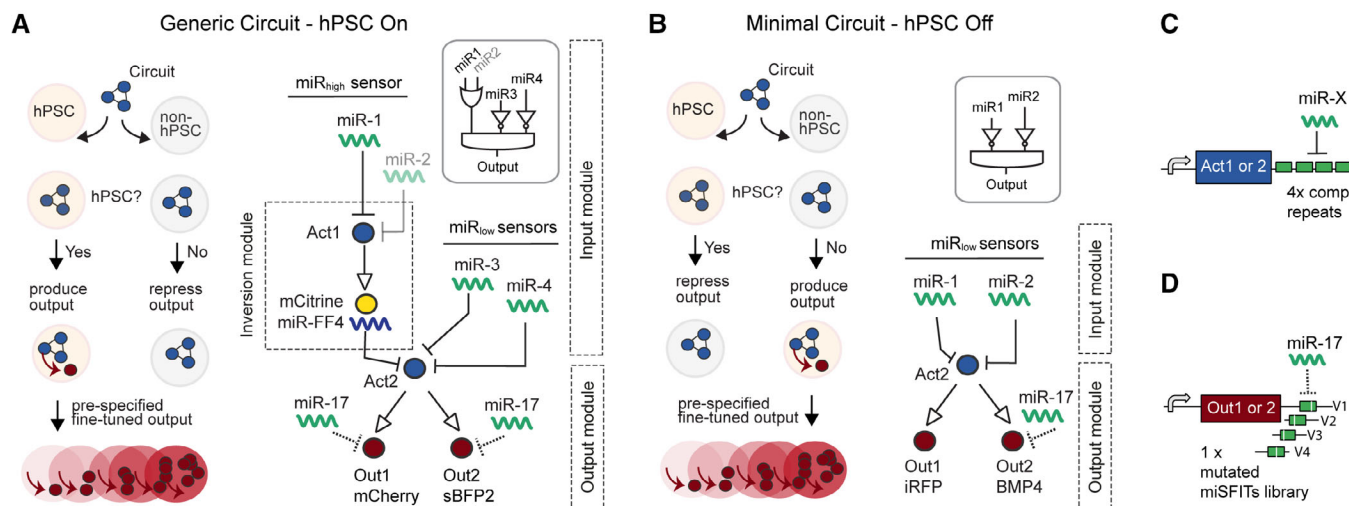 A
Generic Circuit - hPSC On
Circuit
hPSC
non-
hPSC
hPSC?
Yes
No
produce
output
repress output
pre-specified
fine-tuned output
miRhigh sensor
miR-1
miR-2
Inversion module
Act1
mCitrine
miR-FF4
miRlow sensors
miR-3
miR-4
Act2
miR-17
miR-17
Out1
mCherry
Out2
sBFP2
miR1
miR2
miR3
miR4
Output
Input module
Output module
B
Minimal Circuit - hPSC Off
Circuit
hPSC
non-
hPSC
hPSC?
Yes
No
repress
output
produce
output
pre-specified
fine-tuned output
miR1
miR2
Output
miRlow sensors
miR-1
miR-2
Act2
miR-17
Out1
iRFP
Out2
BMP4
Input module
Output module
C
miR-X
Act1 or 2
4x comp
repeats
D
miR-17
Out1 or 2
V1
V2
V3
V4
1 x
mutated
miSFITs library